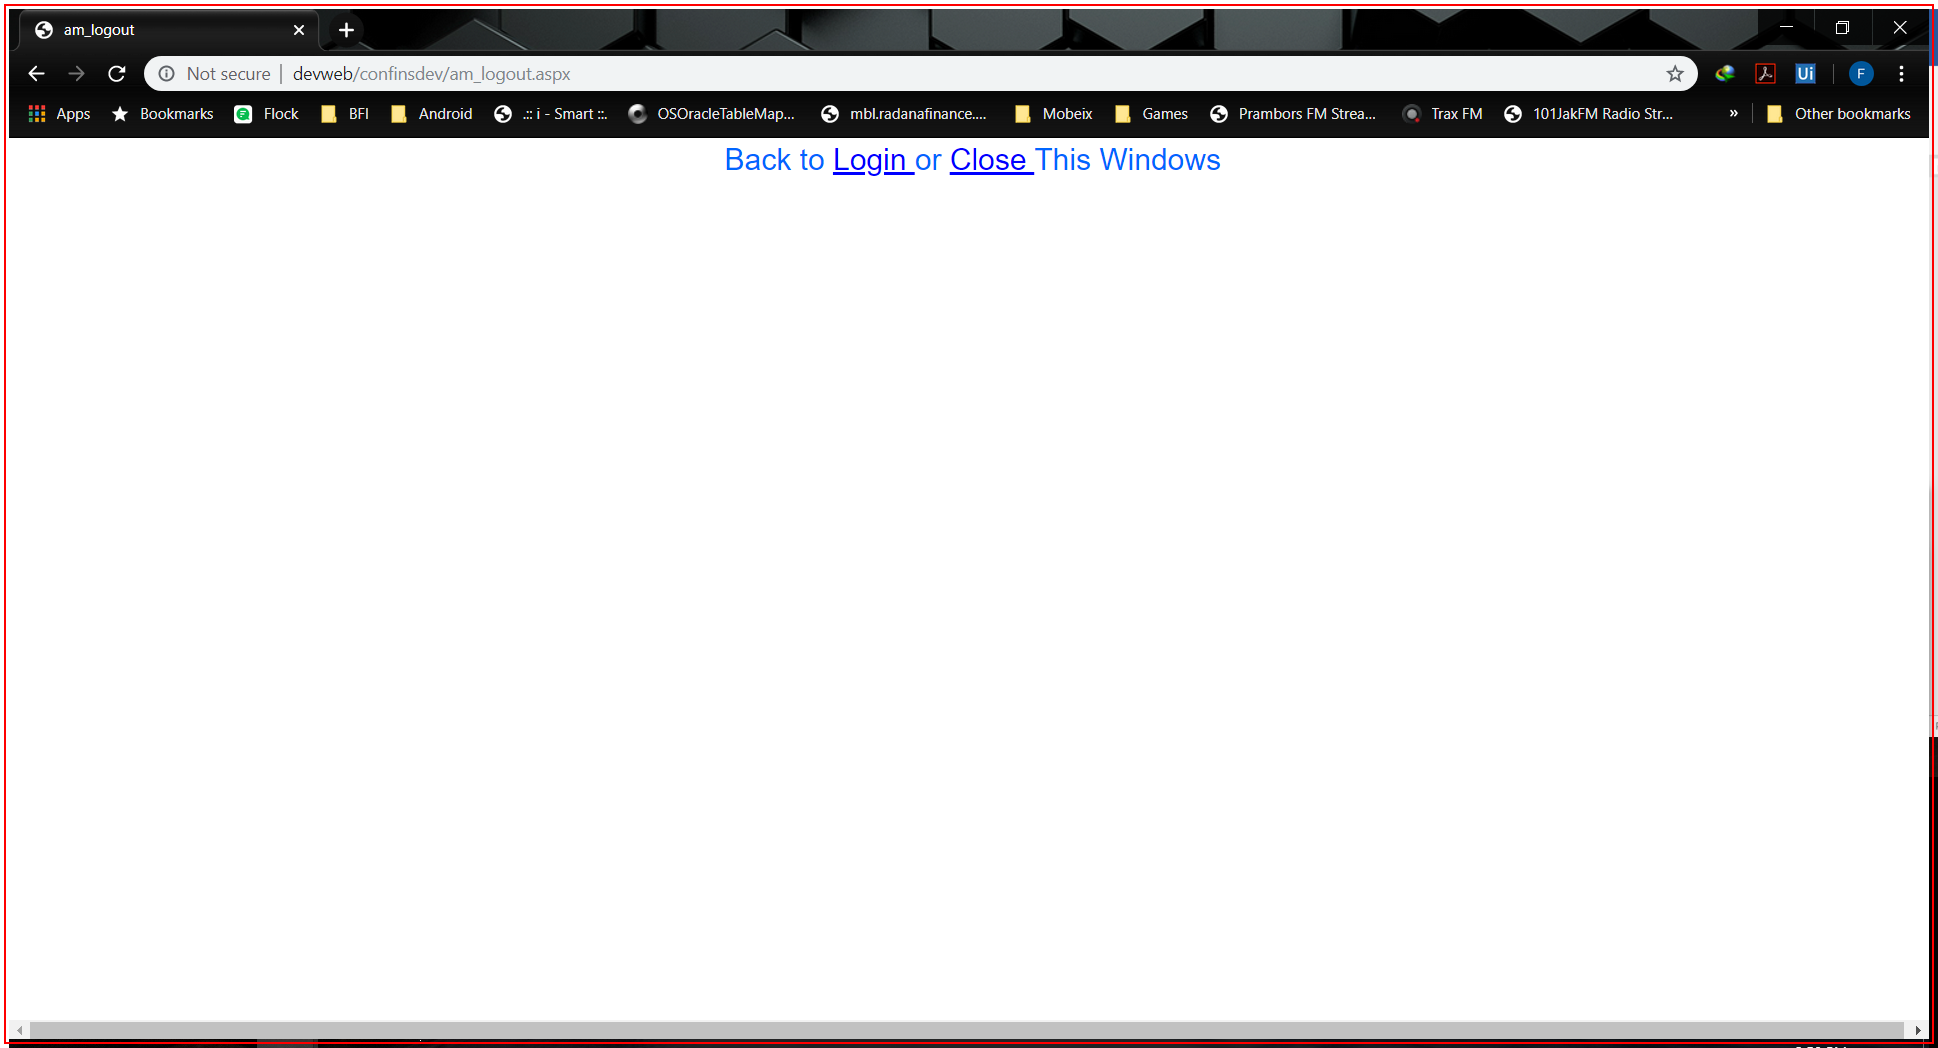 am_logout
Not secure | devweb/confinsdev/am_logout.aspx
Ui
F
Apps Bookmarks Flock BFI Android .:: i - Smart ::. OSOracleTableMap... mbl.radanafinance.... Mobeix Games Prambors FM Strea... Trax FM 101JakFM Radio Str... » Other bookmarks
Back to Login or Close This Windows